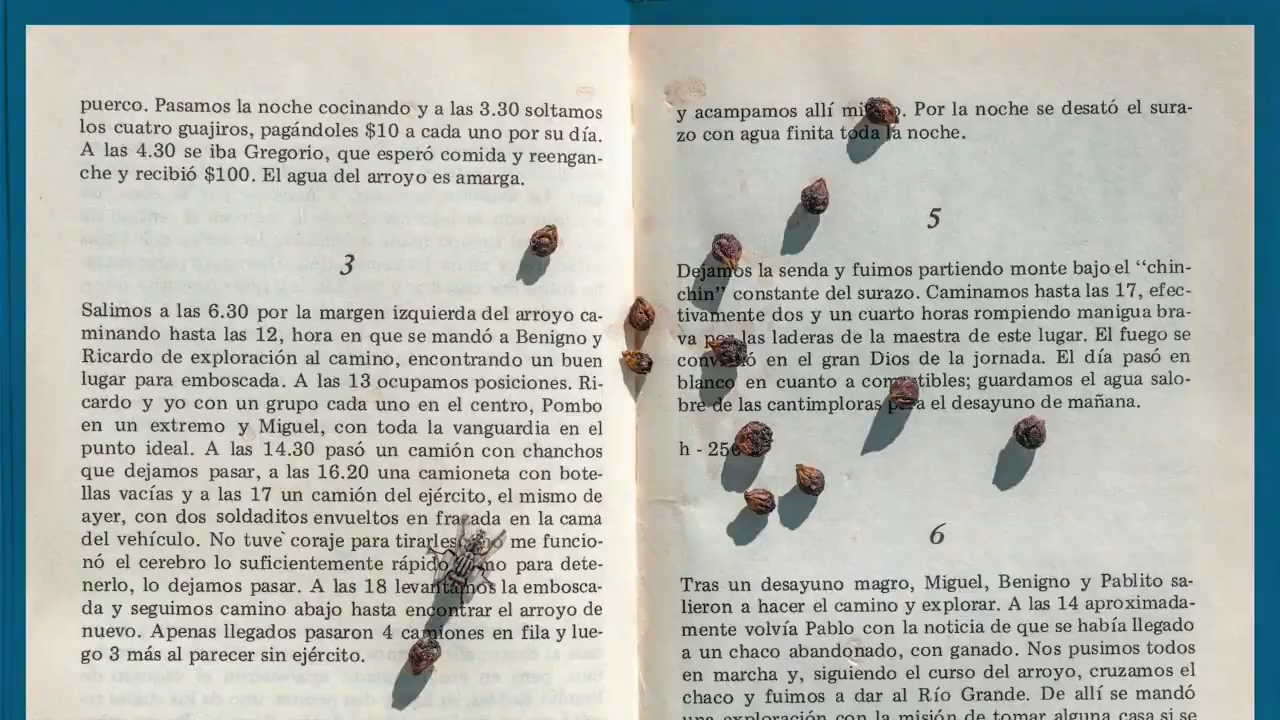 puerco. Pasamos la noche cocinando y a las 3.30 soltamos
los cuatro guajiros, pagándoles $10 a cada uno por su día.
A las 4.30 se iba Gregorio, que esperó comida y reengan-
che y recibió $100. El agua del arroyo es amarga.
3
Salimos a las 6.30 por la margen izquierda del arroyo ca-
minando hasta las 12, hora en que se mandó a Benigno y
Ricardo de exploración al camino, encontrando un buen
lugar para emboscada. A las 13 ocupamos posiciones. Ri-
cardo y yo con un grupo cada uno en el centro, Pombo
en un extremo y Miguel, con toda la vanguardia en el
punto ideal. A las 14.30 pasó un camión con chanchos
que dejamos pasar, a las 16.20 una camioneta con bote-
llas vacías y a las 17 un camión del ejército, el mismo de
ayer, con dos soldaditos envueltos en frazada en la cama
del vehículo. No tuve coraje para tirarles me funcio-
nó el cerebro lo suficientemente rápido para dete-
nerlo, lo dejamos pasar. A las 18 levantamos la embosca-
da y seguimos camino abajo hasta encontrar el arroyo de
nuevo. Apenas llegados pasaron 4 camiones en fila y lue-
go 3 más al parecer sin ejército.
y acampamos allí Por la noche se desató el sura-
zo con agua finita toda la noche.
5
Dejamos la senda y fuimos partiendo monte bajo el “chin-
chin” constante del surazo. Caminamos hasta las 17, efec-
tivamente dos y un cuarto horas rompiendo manigua bra-
va por las laderas de la maestra de este lugar. El fuego se
convirtió en el gran Dios de la jornada. El día pasó en
blanco en cuanto a comestibles; guardamos el agua salo-
bre de las cantimploras para el desayuno de mañana.
h - 250
6
Tras un desayuno magro, Miguel, Benigno y Pablito sa-
lieron a hacer el camino y explorar. A las 14 aproximada-
mente volvía Pablo con la noticia de que se había llegado
a un chaco abandonado, con ganado. Nos pusimos todos
en marcha y, siguiendo el curso del arroyo, cruzamos el
chaco y fuimos a dar al Río Grande. De allí se mandó
una exploración con la misión de tomar alguna casa si se